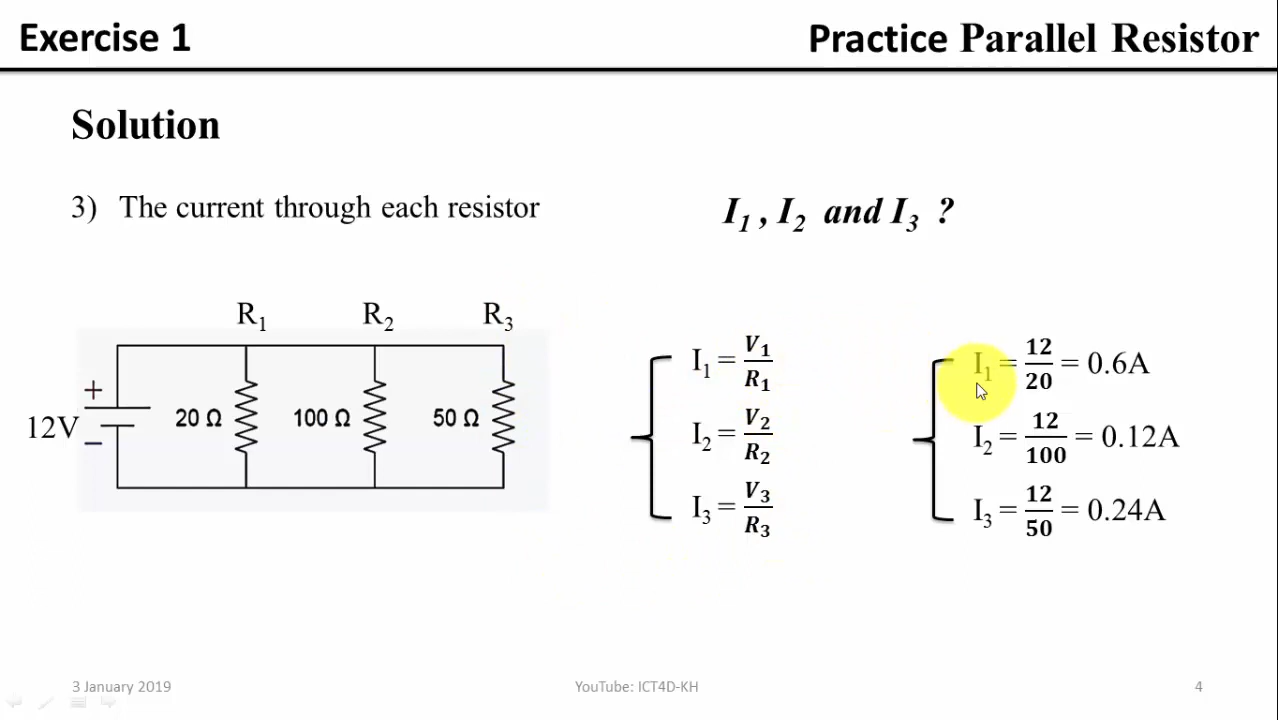 Exercise 1
Practice Parallel Resistor
Solution
3) The current through each resistor
I₁ , I₂ and I₃ ?
R₁ R₂ R₃
+
12V
−
20 Ω 100 Ω 50 Ω
I₁ = V₁/R₁
I₂ = V₂/R₂
I₃ = V₃/R₃
I₁ = 12/20 = 0.6A
I₂ = 12/100 = 0.12A
I₃ = 12/50 = 0.24A
3 January 2019
YouTube: ICT4D-KH
4